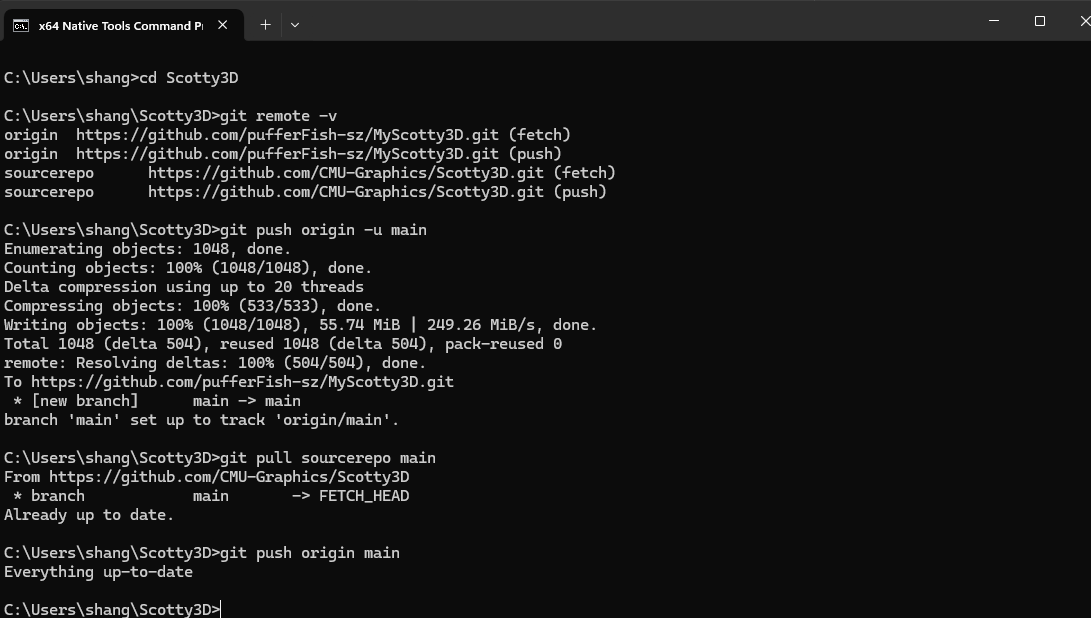 x64 Native Tools Command P
C:\Users\shang>cd Scotty3D
C:\Users\shang\Scotty3D>git remote -v
origin  https://github.com/pufferFish-sz/MyScotty3D.git (fetch)
origin  https://github.com/pufferFish-sz/MyScotty3D.git (push)
sourcerepo      https://github.com/CMU-Graphics/Scotty3D.git (fetch)
sourcerepo      https://github.com/CMU-Graphics/Scotty3D.git (push)
C:\Users\shang\Scotty3D>git push origin -u main
Enumerating objects: 1048, done.
Counting objects: 100% (1048/1048), done.
Delta compression using up to 20 threads
Compressing objects: 100% (533/533), done.
Writing objects: 100% (1048/1048), 55.74 MiB | 249.26 MiB/s, done.
Total 1048 (delta 504), reused 1048 (delta 504), pack-reused 0
remote: Resolving deltas: 100% (504/504), done.
To https://github.com/pufferFish-sz/MyScotty3D.git
 * [new branch]      main -> main
branch 'main' set up to track 'origin/main'.
C:\Users\shang\Scotty3D>git pull sourcerepo main
From https://github.com/CMU-Graphics/Scotty3D
 * branch            main       -> FETCH_HEAD
Already up to date.
C:\Users\shang\Scotty3D>git push origin main
Everything up-to-date
C:\Users\shang\Scotty3D>